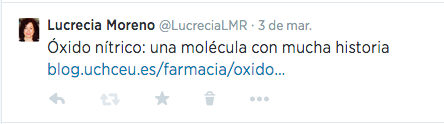 Lucrecia Moreno @LucreciaLMR · 3 de mar.
Óxido nítrico: una molécula con mucha historia
blog.uchceu.es/farmacia/oxido...